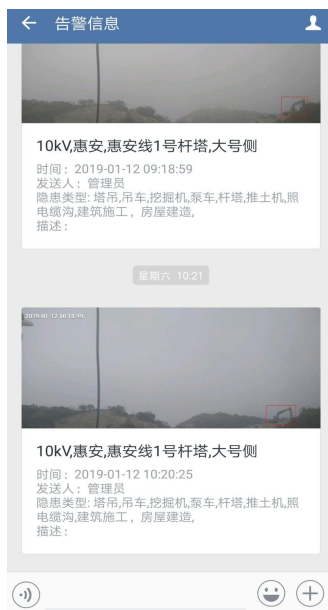 告警信息
10kV,惠安,惠安线1号杆塔,大号侧
时间：2019-01-12 09:18:59
发送人：管理员
隐患类型:塔吊,吊车,挖掘机,泵车,杆塔,推土机,照
电缆沟,建筑施工，房屋建造,
描述：
星期六 10:21
10kV,惠安,惠安线1号杆塔,大号侧
时间：2019-01-12 10:20:25
发送人：管理员
隐患类型:塔吊,吊车,挖掘机,泵车,杆塔,推土机,照
电缆沟,建筑施工，房屋建造,
描述：